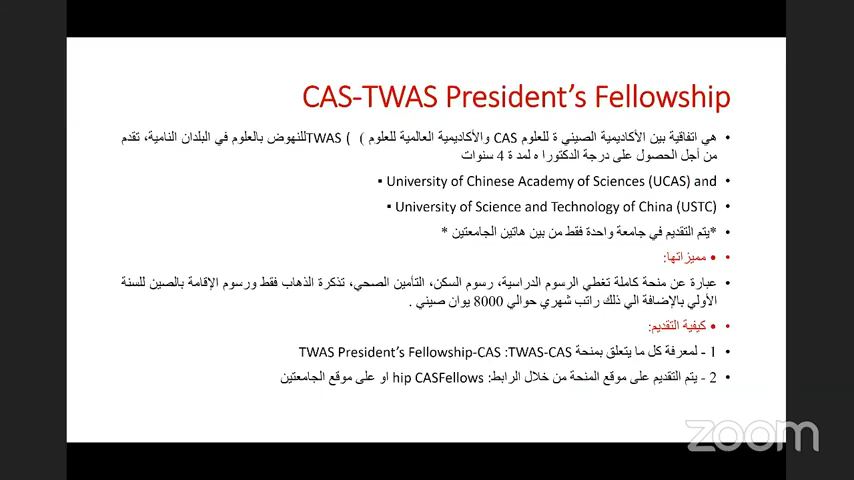 CAS-TWAS President's Fellowship
• هي اتفاقية بين الأكاديمية الصيني ة للعلوم CAS والأكاديمية العالمية للعلوم ( ) TWASللنهوض بالعلوم في البلدان النامية، تقدم
من أجل الحصول على درجة الدكتورا ه لمد ة 4 سنوات
• University of Chinese Academy of Sciences (UCAS) and ▪
• University of Science and Technology of China (USTC) ▪
• *يتم التقديم في جامعة واحدة فقط من بين هاتين الجامعتين *
• • مميزاتها:
• عبارة عن منحة كاملة تغطي الرسوم الدراسية، رسوم السكن، التأمين الصحي، تذكرة الذهاب فقط ورسوم الإقامة بالصين للسنة
الأولي بالإضافة الي ذلك راتب شهري حوالي 8000 يوان صيني .
• • كيفية التقديم:
• 1 - لمعرفة كل ما يتعلق بمنحة TWAS-CAS: TWAS President's Fellowship-CAS
• 2 - يتم التقديم على موقع المنحة من خلال الرابط: hip CASFellows او على موقع الجامعتين
zoom